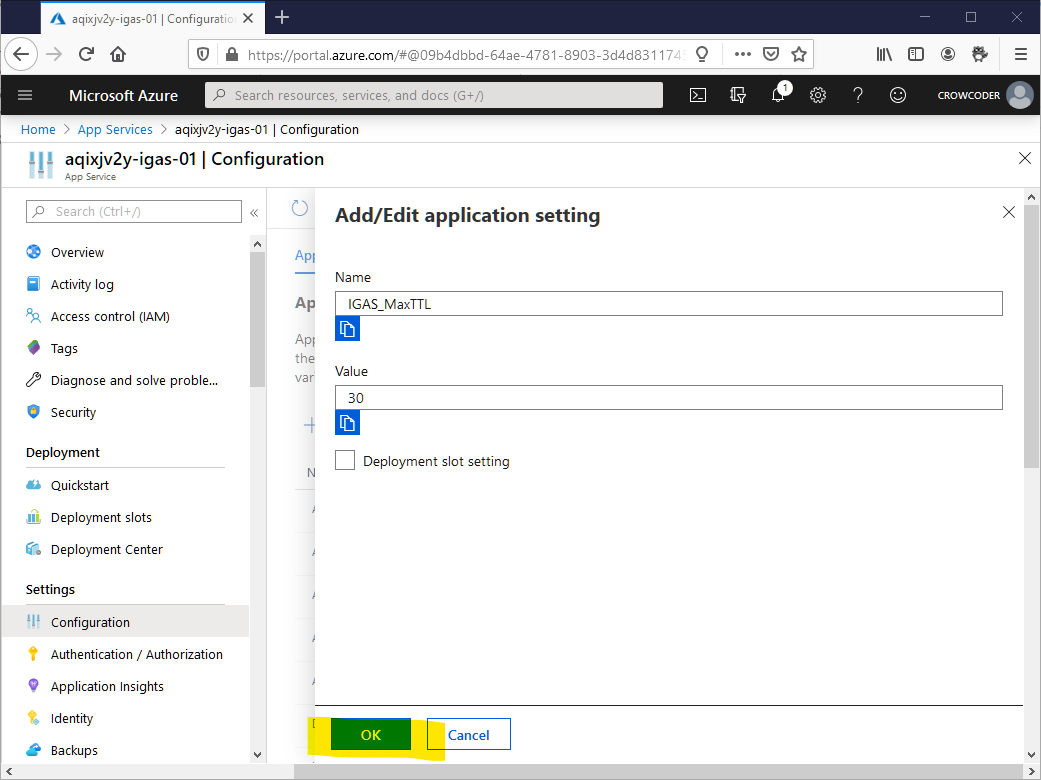 aqixjv2y-igas-01 | Configuration
https://portal.azure.com/#@09b4dbbd-64ae-4781-8903-3d4d8311745
Microsoft Azure
Search resources, services, and docs (G+/)
1
CROWCODER
Home > App Services > aqixjv2y-igas-01 | Configuration
aqixjv2y-igas-01 | Configuration
App Service
Search (Ctrl+/)
Overview
Activity log
Access control (IAM)
Tags
Diagnose and solve proble...
Security
Deployment
Quickstart
Deployment slots
Deployment Center
Settings
Configuration
Authentication / Authorization
Application Insights
Identity
Backups
App
Ap
App
the
var
N
Add/Edit application setting
Name
IGAS_MaxTTL
Value
30
Deployment slot setting
OK
Cancel